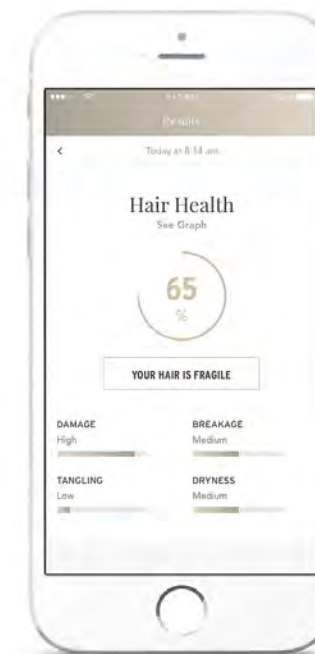 Results
Today at 8:14 am
Hair Health
See Graph
65
%
YOUR HAIR IS FRAGILE
DAMAGE
High
BREAKAGE
Medium
TANGLING
Low
DRYNESS
Medium